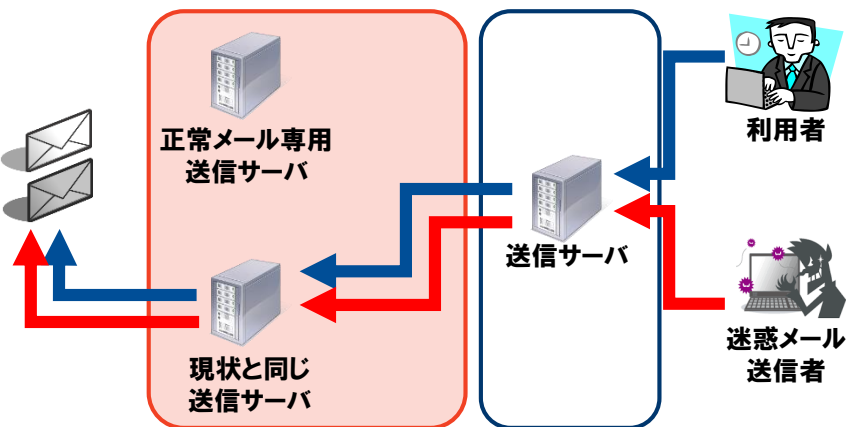 正常メール専用
送信サーバ
利用者
送信サーバ
迷惑メール
送信者
現状と同じ
送信サーバ